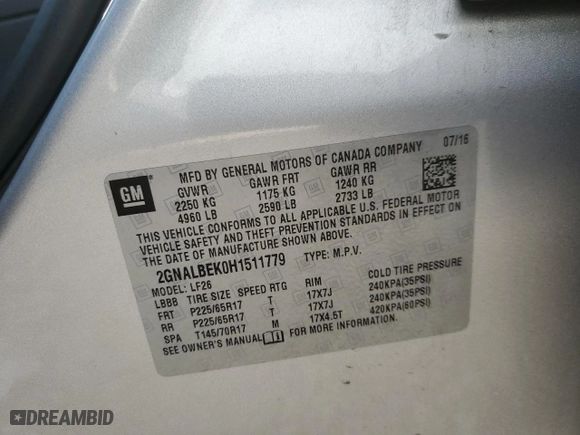 MFD BY GENERAL MOTORS OF CANADA COMPANY 07/16
GM
GVWR GAWR FRT GAWR RR
2250 KG 1175 KG 1240 KG
4960 LB 2590 LB 2733 LB
THIS VEHICLE CONFORMS TO ALL APPLICABLE U.S. FEDERAL MOTOR
VEHICLE SAFETY AND THEFT PREVENTION STANDARDS IN EFFECT ON
THE DATE OF MANUFACTURE SHOWN ABOVE.
2GNALBEK0H1511779 TYPE: M.P.V.
MODEL: LF26
LBBB TIRE SIZE SPEED RTG RIM COLD TIRE PRESSURE
FRT P225/65R17 T 17X7J 240KPA(35PSI)
RR P225/65R17 T 17X7J 240KPA(35PSI)
SPA T145/70R17 M 17X4.5T 420KPA(60PSI)
SEE OWNER'S MANUAL FOR MORE INFORMATION.
DREAMBID